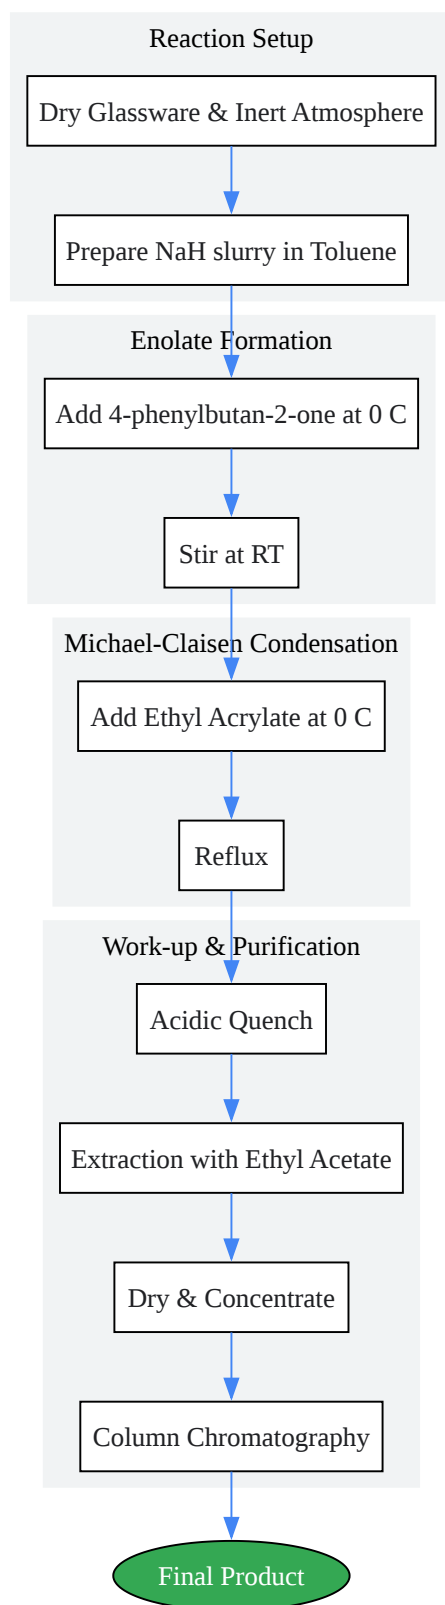 Reaction Setup
Dry Glassware & Inert Atmosphere
Prepare NaH slurry in Toluene
Enolate Formation
Add 4-phenylbutan-2-one at 0 C
Stir at RT
Michael-Claisen Condensation
Add Ethyl Acrylate at 0 C
Reflux
Work-up & Purification
Acidic Quench
Extraction with Ethyl Acetate
Dry & Concentrate
Column Chromatography
Final Product